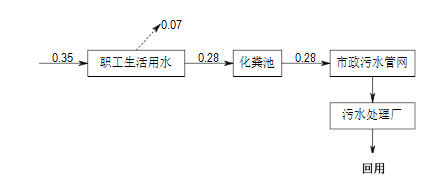 0.07
0.35
职工生活用水
0.28
化粪池
0.28
市政污水管网
污水处理厂
回用